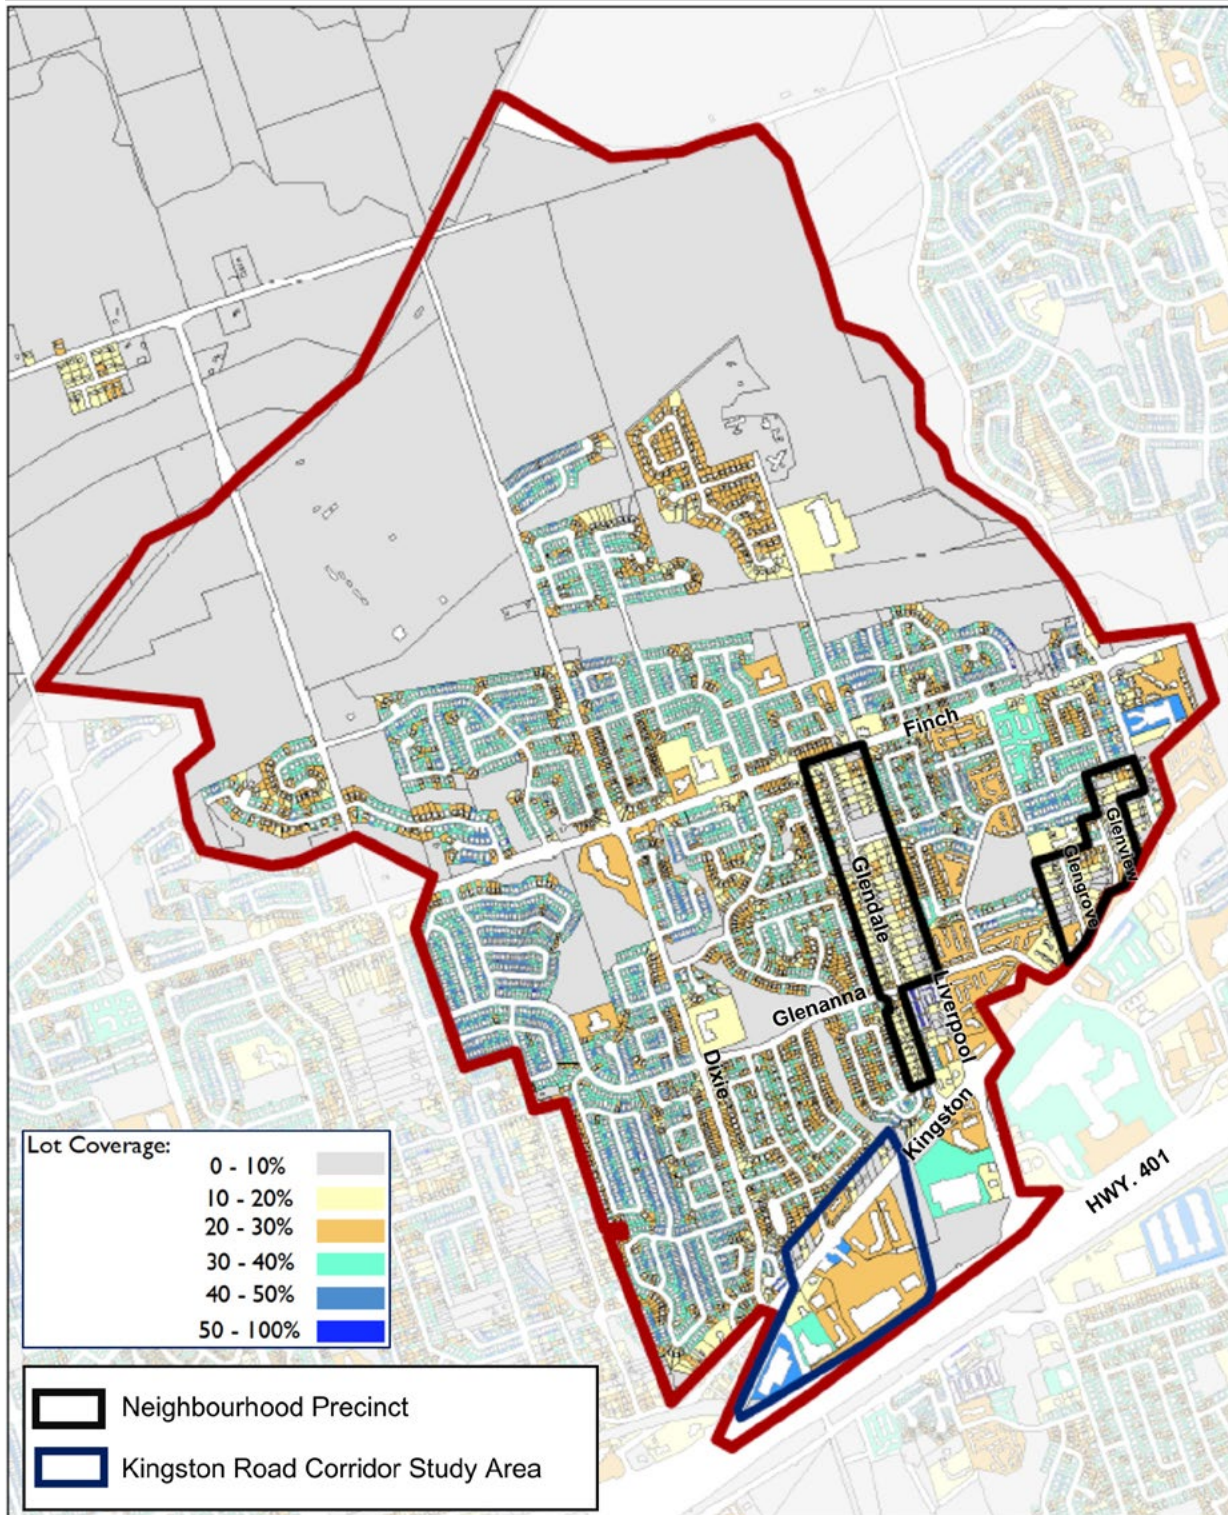 Finch
Glendale
Glenview
Glengrove
Glenanna
Liverpool
Dixie
Kingston
HWY. 401
Lot Coverage:
0 - 10%
10 - 20%
20 - 30%
30 - 40%
40 - 50%
50 - 100%
Neighbourhood Precinct
Kingston Road Corridor Study Area